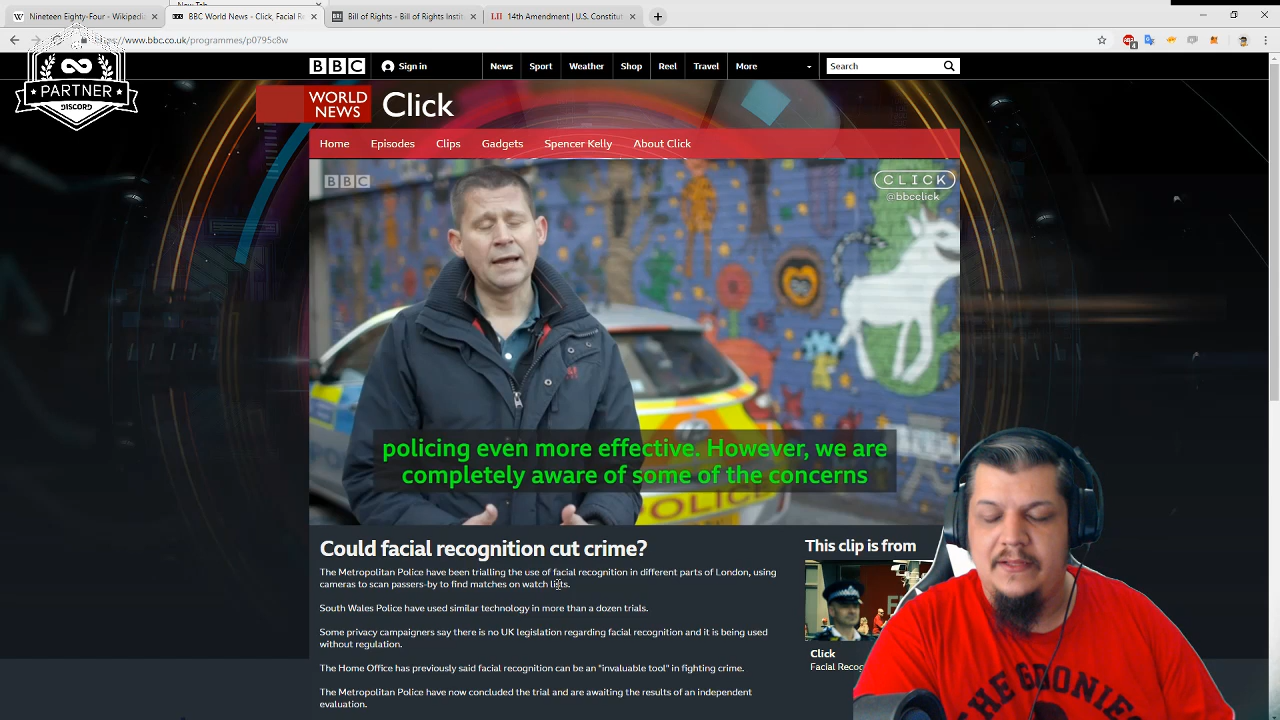 New Tab
Nineteen Eighty-Four - Wikipedi
BBC World News - Click, Facial Re
Bill of Rights - Bill of Rights Instit
LII 14th Amendment | U.S. Constitut
https://www.bbc.co.uk/programmes/p0795c8w
PARTNER
DISCORD
BBC
Sign in
News
Sport
Weather
Shop
Reel
Travel
More
Search
WORLD
NEWS
Click
Home
Episodes
Clips
Gadgets
Spencer Kelly
About Click
BBC
CLICK
@bbcclick
policing even more effective. However, we are
completely aware of some of the concerns
POLICE
Could facial recognition cut crime?
The Metropolitan Police have been trialling the use of facial recognition in different parts of London, using
cameras to scan passers-by to find matches on watch lists.
South Wales Police have used similar technology in more than a dozen trials.
Some privacy campaigners say there is no UK legislation regarding facial recognition and it is being used
without regulation.
The Home Office has previously said facial recognition can be an "invaluable tool" in fighting crime.
The Metropolitan Police have now concluded the trial and are awaiting the results of an independent
evaluation.
This clip is from
Click
Facial Recog
THE GOONIES